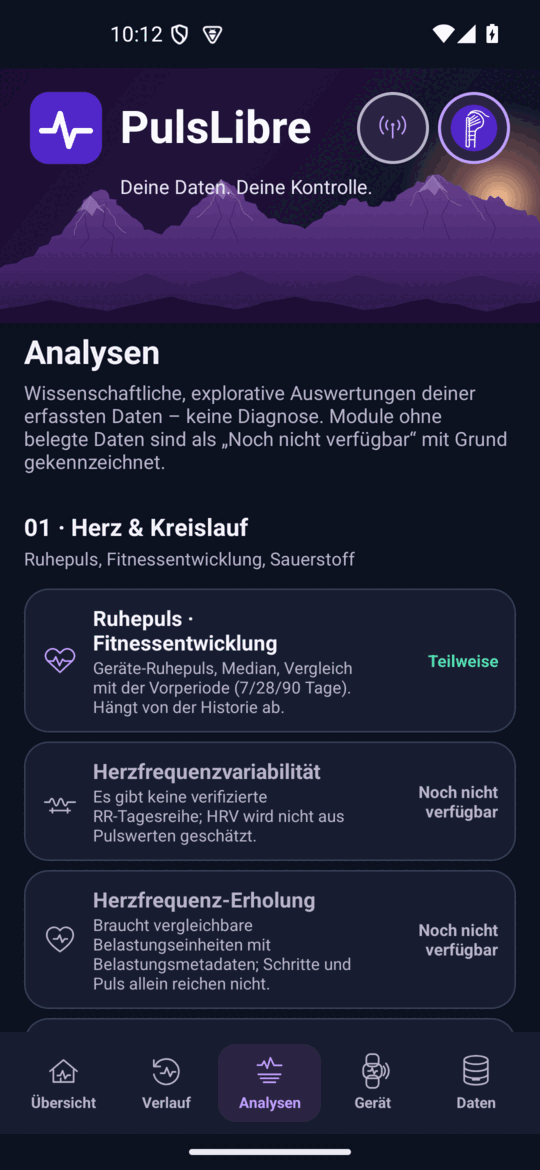 10:12
PulsLibre
Deine Daten. Deine Kontrolle.
Analysen
Wissenschaftliche, explorative Auswertungen deiner
erfassten Daten – keine Diagnose. Module ohne
belegte Daten sind als „Noch nicht verfügbar“ mit Grund
gekennzeichnet.
01 · Herz & Kreislauf
Ruhepuls, Fitnessentwicklung, Sauerstoff
Ruhepuls ·
Fitnessentwicklung
Geräte-Ruhepuls, Median, Vergleich
mit der Vorperiode (7/28/90 Tage).
Hängt von der Historie ab.
Teilweise
Herzfrequenzvariabilität
Es gibt keine verifizierte
RR-Tagesreihe; HRV wird nicht aus
Pulswerten geschätzt.
Noch nicht
verfügbar
Herzfrequenz-Erholung
Braucht vergleichbare
Belastungseinheiten mit
Belastungsmetadaten; Schritte und
Puls allein reichen nicht.
Noch nicht
verfügbar
Übersicht
Verlauf
Analysen
Gerät
Daten